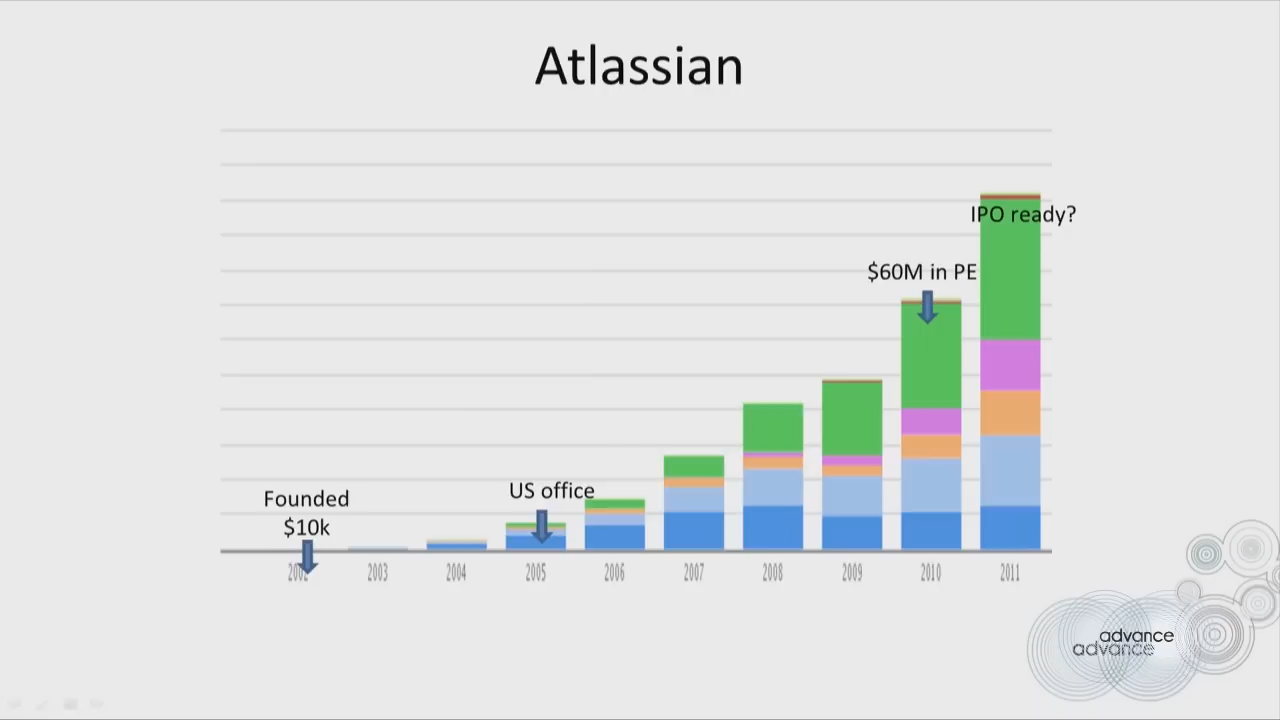 Atlassian
IPO ready?
$60M in PE
US office
Founded
$10k
2002
2003
2004
2005
2006
2007
2008
2009
2010
2011
advance
advance